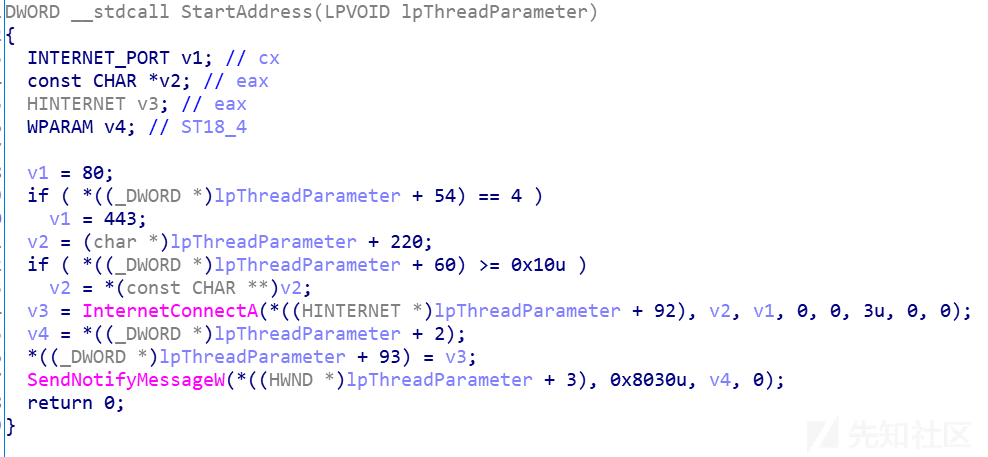 DWORD __stdcall StartAddress(LPVOID lpThreadParameter)
{
  INTERNET_PORT v1; // cx
  const CHAR *v2; // eax
  HINTERNET v3; // eax
  WPARAM v4; // ST18_4

  v1 = 80;
  if ( *((_DWORD *)lpThreadParameter + 54) == 4 )
    v1 = 443;
  v2 = (char *)lpThreadParameter + 220;
  if ( *((_DWORD *)lpThreadParameter + 60) >= 0x10u )
    v2 = *(const CHAR **)v2;
  v3 = InternetConnectA(*((HINTERNET *)lpThreadParameter + 92), v2, v1, 0, 0, 3u, 0, 0);
  v4 = *((_DWORD *)lpThreadParameter + 2);
  *((_DWORD *)lpThreadParameter + 93) = v3;
  SendNotifyMessageW(*((HWND *)lpThreadParameter + 3), 0x8030u, v4, 0);
  return 0;
}
先知社区